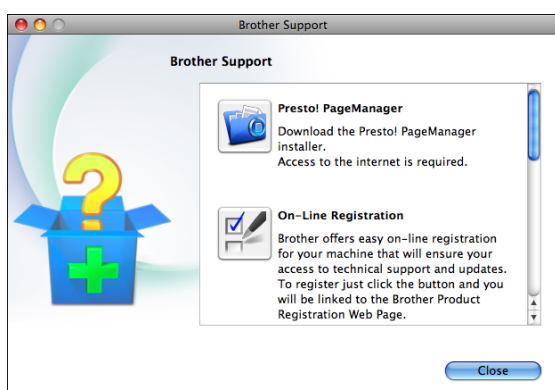 Brother Support
Brother Support
Presto! PageManager
Download the Presto! PageManager
installer.
Access to the internet is required.
On-Line Registration
Brother offers easy on-line registration
for your machine that will ensure your
access to technical support and updates.
To register just click the button and you
will be linked to the Brother Product
Registration Web Page.
Close